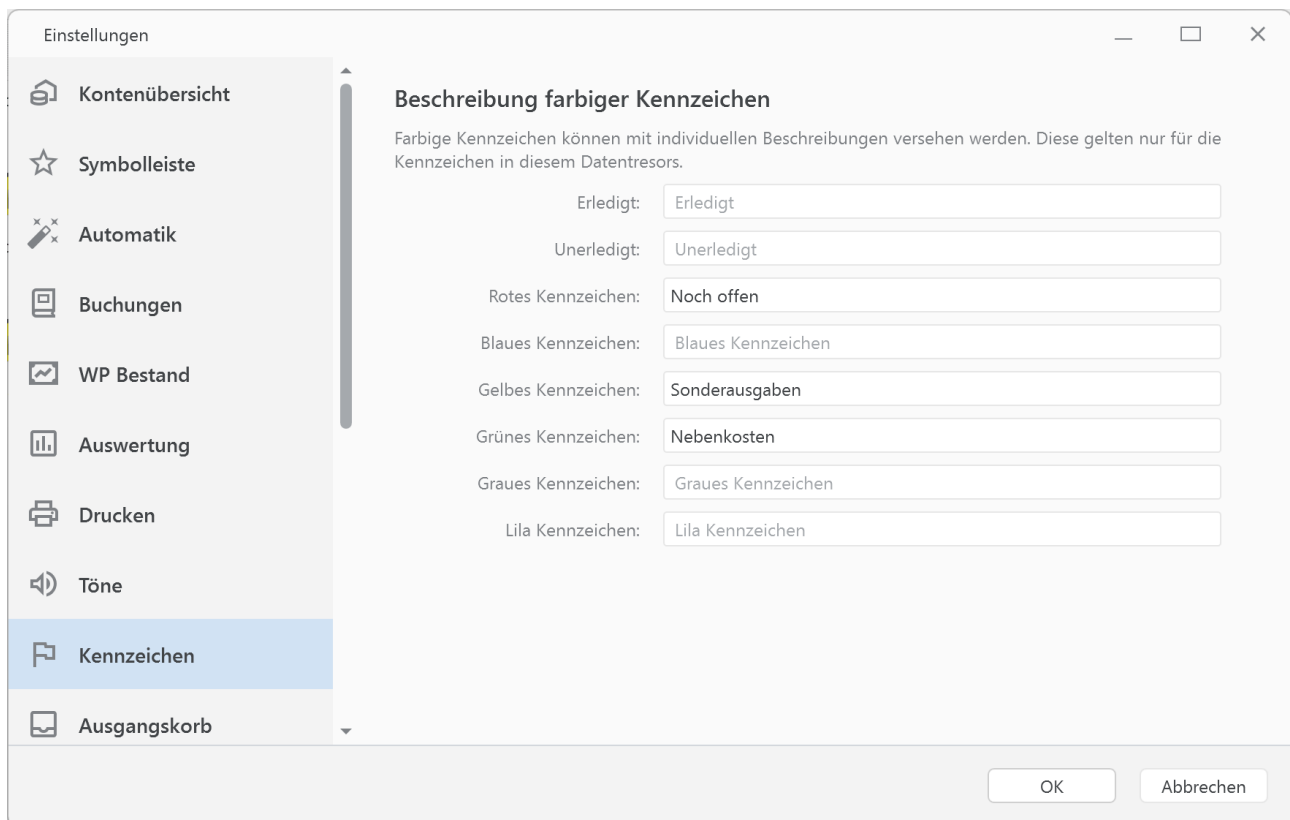 Einstellungen
Kontenübersicht
Symbolleiste
Automatik
Buchungen
WP Bestand
Auswertung
Drucken
Töne
Kennzeichen
Ausgangskorb
Beschreibung farbiger Kennzeichen
Farbige Kennzeichen können mit individuellen Beschreibungen versehen werden. Diese gelten nur für die
Kennzeichen in diesem Datentresors.
Erledigt: Erledigt
Unerledigt: Unerledigt
Rotes Kennzeichen: Noch offen
Blaues Kennzeichen: Blaues Kennzeichen
Gelbes Kennzeichen: Sonderausgaben
Grünes Kennzeichen: Nebenkosten
Graues Kennzeichen: Graues Kennzeichen
Lila Kennzeichen: Lila Kennzeichen
OK Abbrechen